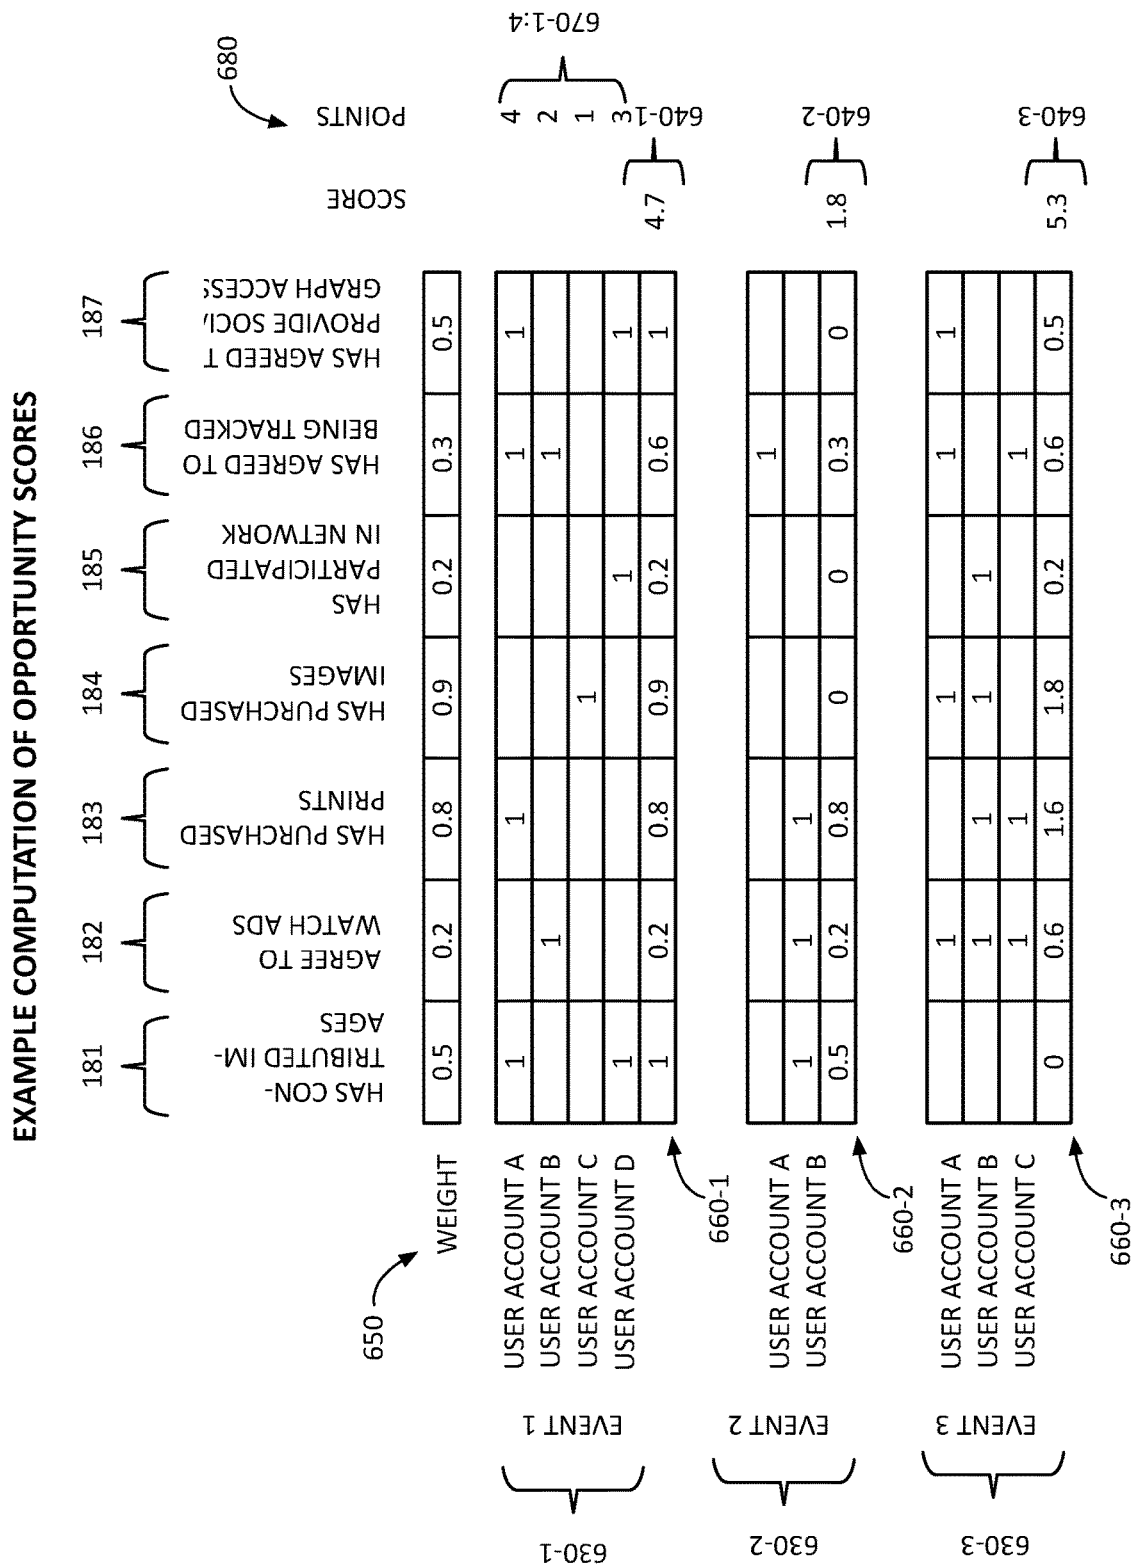 EXAMPLE COMPUTATION OF OPPORTUNITY SCORES
181 182 183 184 185 186 187
HAS CON-
TRIBUTED IM-
AGES
AGREE TO
WATCH ADS
HAS PURCHASED
PRINTS
HAS PURCHASED
IMAGES
HAS
PARTICIPATED
IN NETWORK
HAS AGREED TO
BEING TRACKED
HAS AGREED T
PROVIDE SOCI
GRAPH ACCES
SCORE
POINTS
680
650
WEIGHT 0.5 0.2 0.8 0.9 0.2 0.3 0.5
630-1
EVENT 1
USER ACCOUNT A 1 1 1 1 4
USER ACCOUNT B 1 1 2
USER ACCOUNT C 1 1
USER ACCOUNT D 1 1 1 3
670-1:4
1 0.2 0.8 0.9 0.2 0.6 1 4.7
640-1
660-1
630-2
EVENT 2
USER ACCOUNT A 1
USER ACCOUNT B 1 1 1
0.5 0.2 0.8 0 0 0.3 0 1.8
640-2
660-2
630-3
EVENT 3
USER ACCOUNT A 1 1 1 1
USER ACCOUNT B 1 1 1 1
USER ACCOUNT C 1 1 1
0 0.6 1.6 1.8 0.2 0.6 0.5 5.3
640-3
660-3